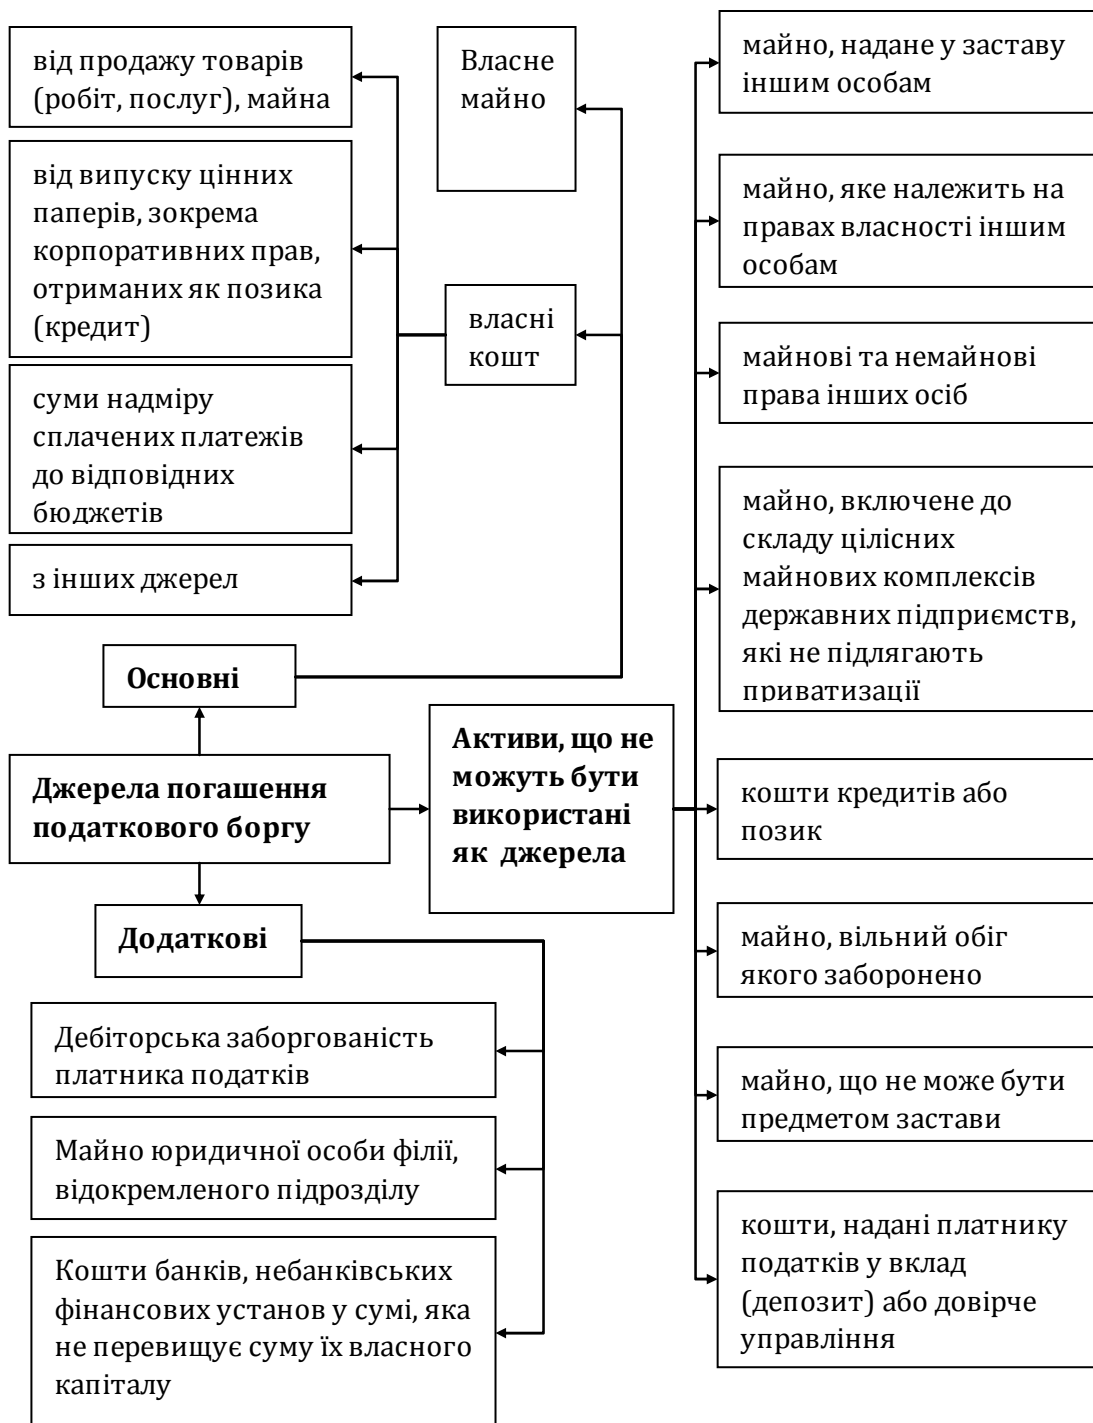 від продажу товарів
(робіт, послуг), майна
від випуску цінних
паперів, зокрема
корпоративних прав,
отриманих як позика
(кредит)
суми надміру
сплачених платежів
до відповідних
бюджетів
з інших джерел
Власне
майно
власні
кошт
Основні
Джерела погашення
податкового боргу
Додаткові
Активи, що не
можуть бути
використані
як джерела
Дебіторська заборгованість
платника податків
Майно юридичної особи філії,
відокремленого підрозділу
Кошти банків, небанківських
фінансових установ у сумі, яка
не перевищує суму їх власного
капіталу
майно, надане у заставу
іншим особам
майно, яке належить на
правах власності іншим
особам
майнові та немайнові
права інших осіб
майно, включене до
складу цілісних
майнових комплексів
державних підприємств,
які не підлягають
приватизації
кошти кредитів або
позик
майно, вільний обіг
якого заборонено
майно, що не може бути
предметом застави
кошти, надані платнику
податків у вклад
(депозит) або довірче
управління